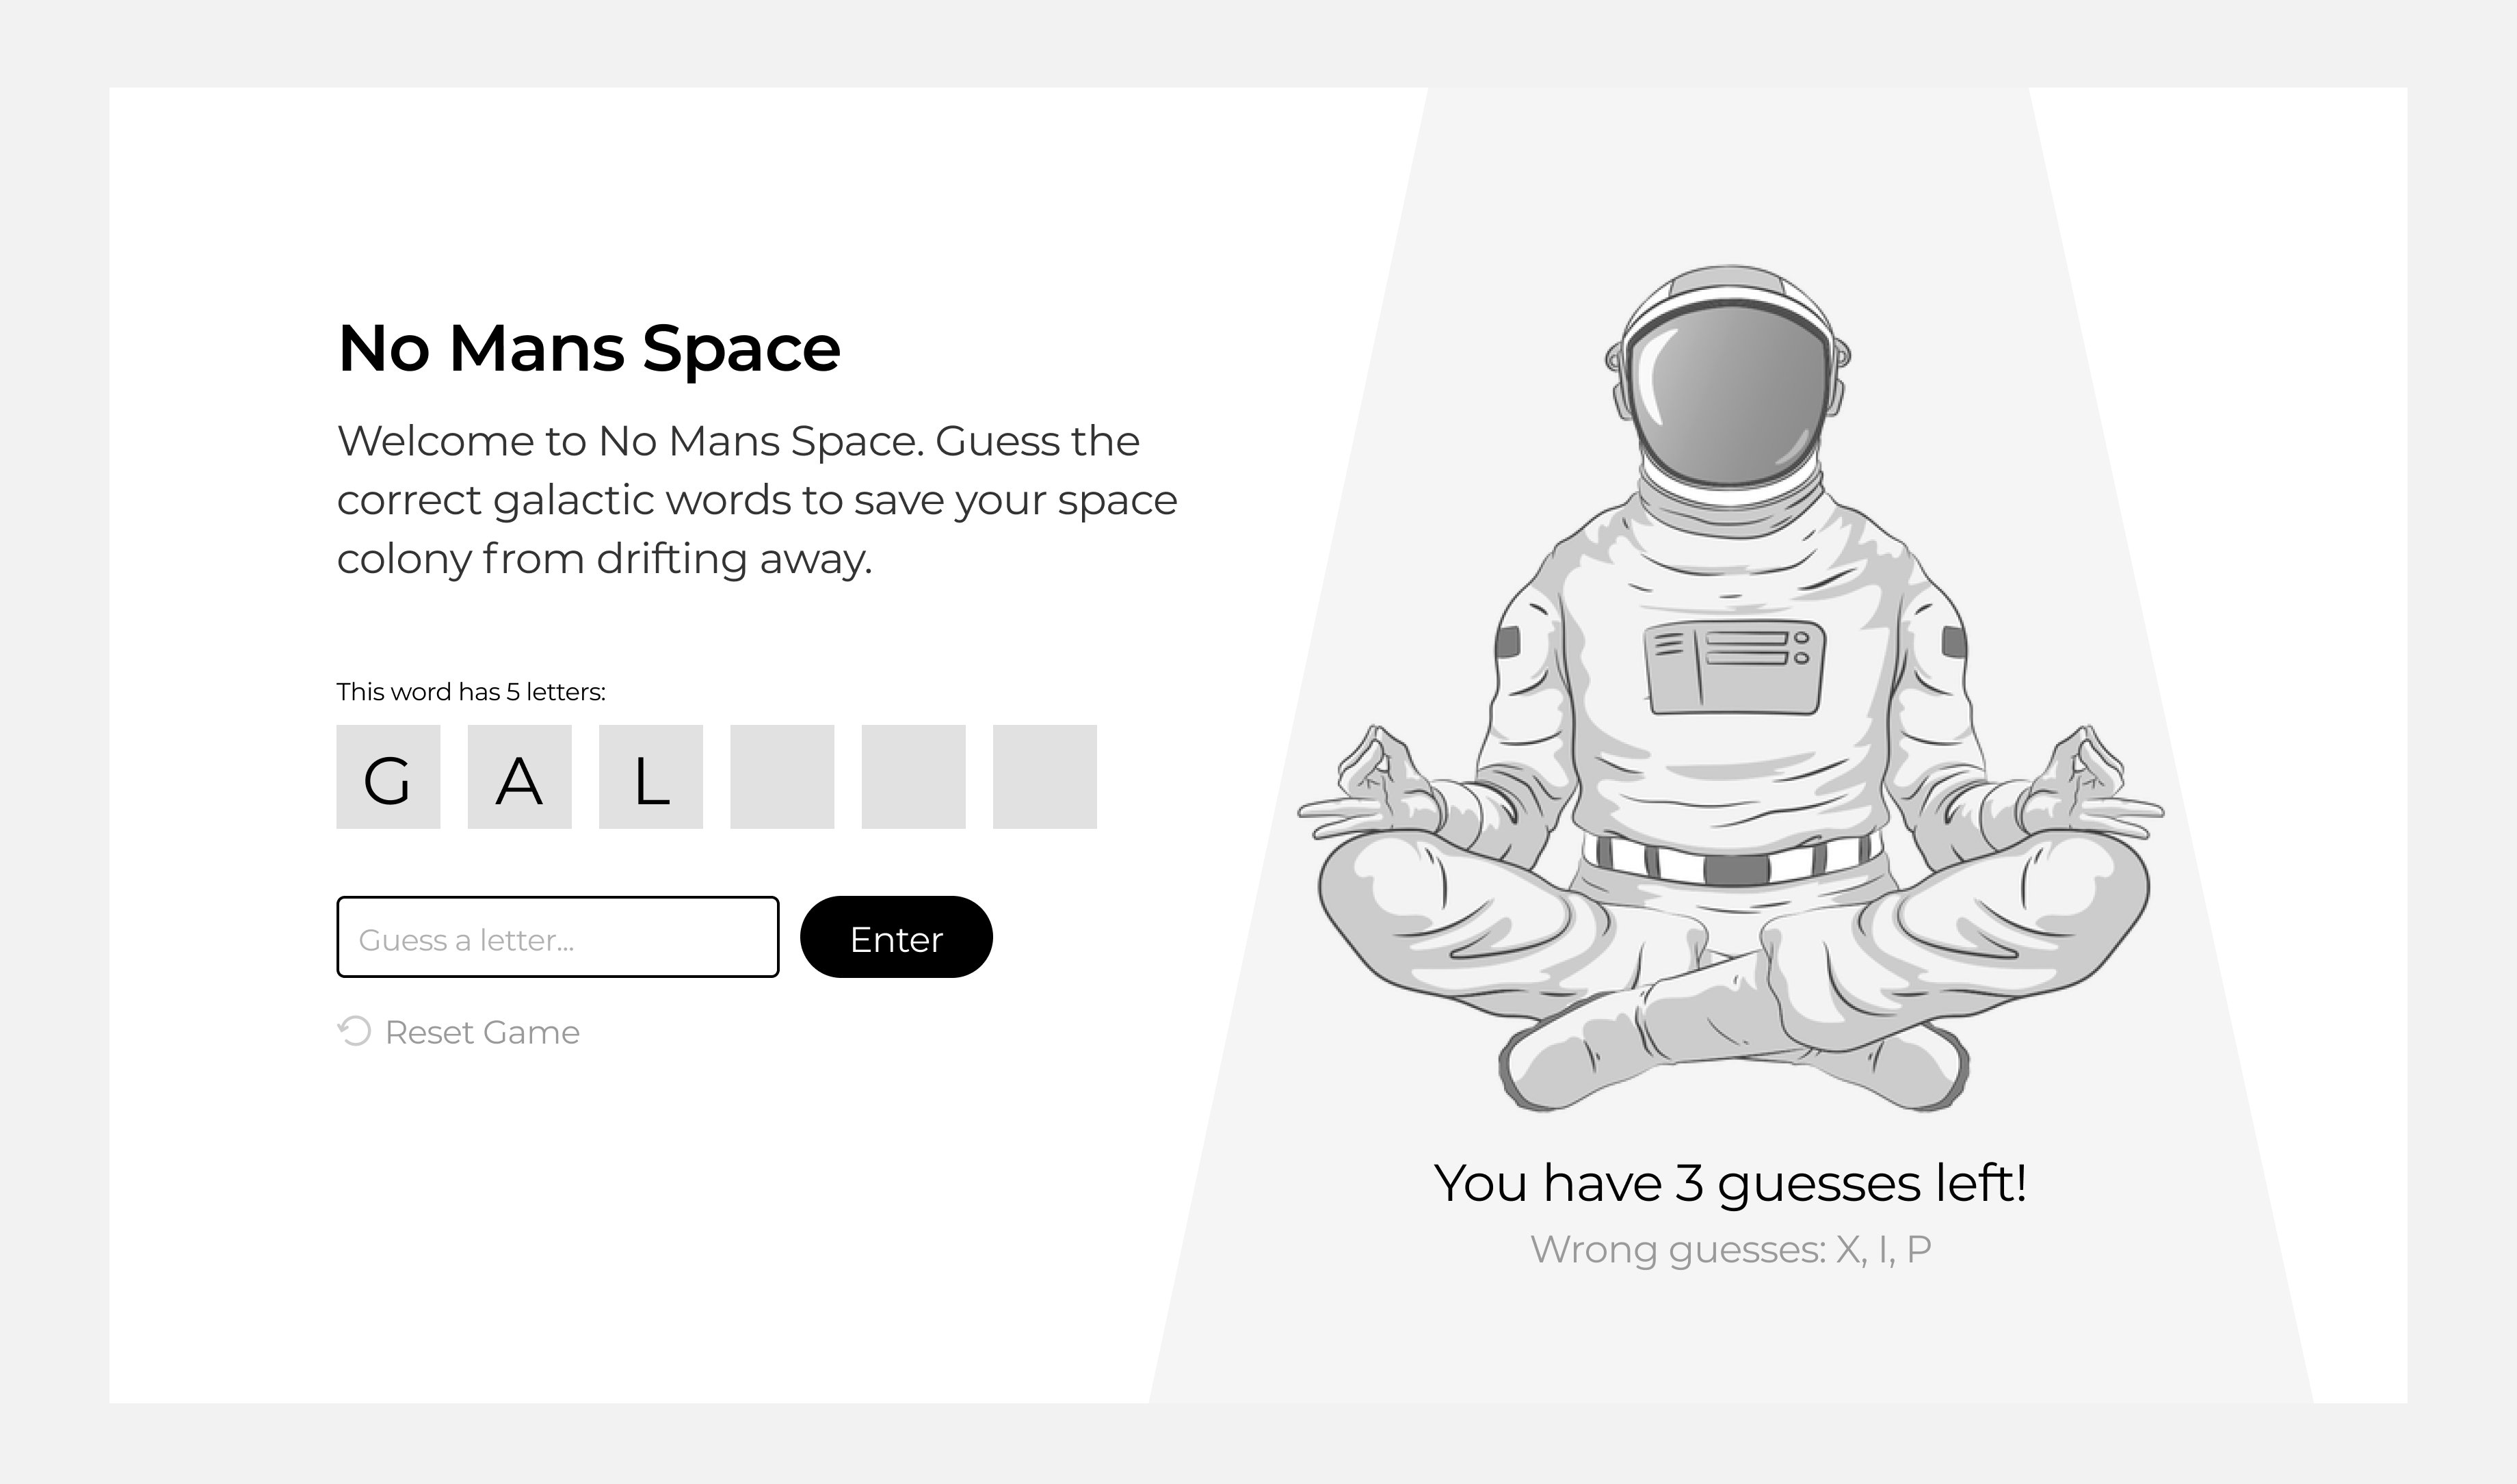 No Mans Space
Welcome to No Mans Space. Guess the
correct galactic words to save your space
colony from drifting away.
This word has 5 letters:
G A L
Guess a letter...
Enter
Reset Game
You have 3 guesses left!
Wrong guesses: X, I, P